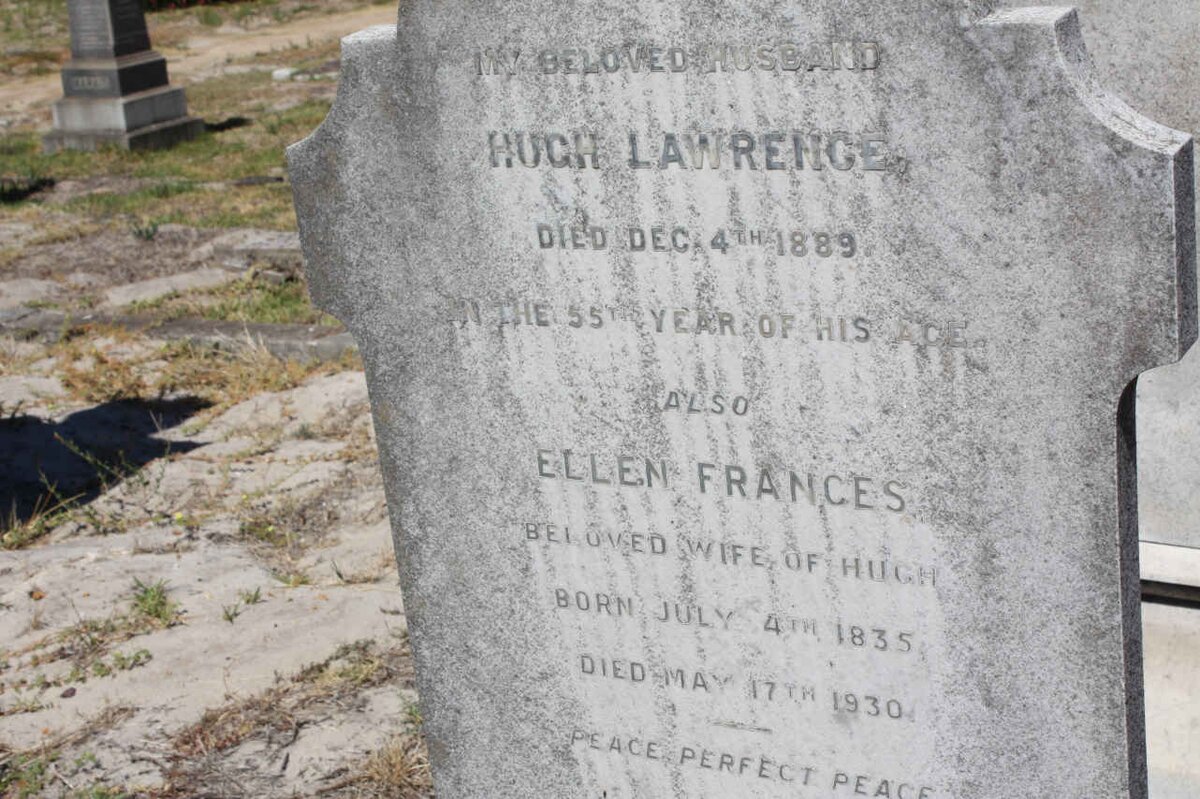 MY BELOVED HUSBAND
HUGH LAWRENCE,
DIED DEC. 4TH 1889.
IN THE 55TH YEAR OF HIS AGE.
ALSO
ELLEN FRANCES
BELOVED WIFE OF HUGH
BORN JULY 4TH 1835
DIED MAY 17TH 1930.
PEACE PERFECT PEACE